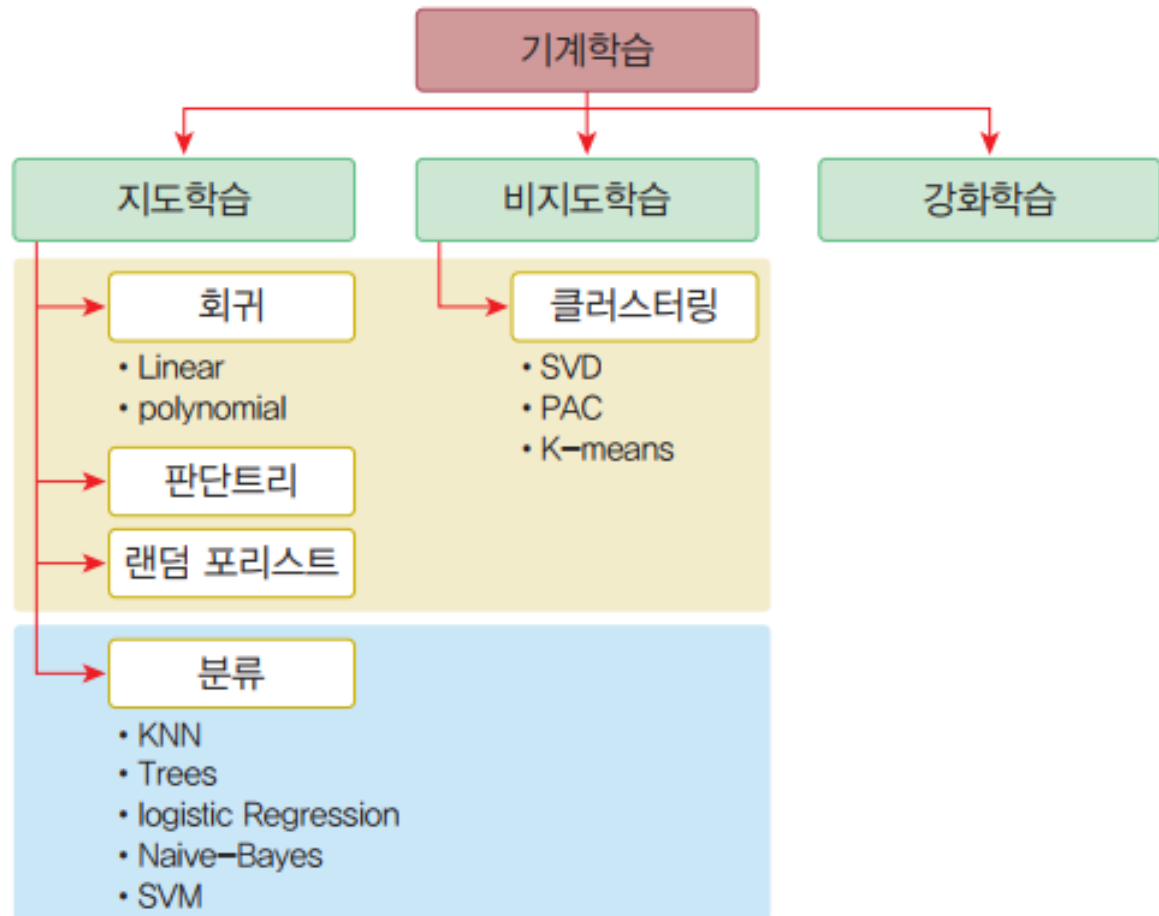 기계학습
지도학습
비지도학습
강화학습
회귀
• Linear
• polynomial
판단트리
랜덤 포리스트
클러스터링
• SVD
• PAC
• K-means
분류
• KNN
• Trees
• logistic Regression
• Naive-Bayes
• SVM